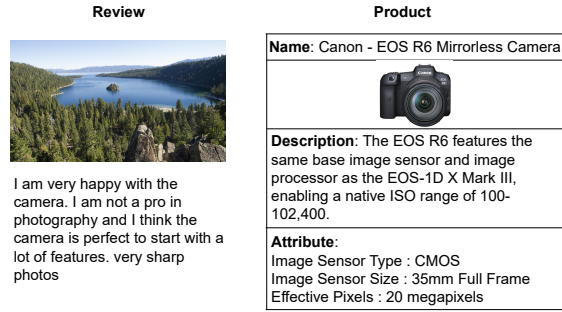 Review
I am very happy with the
camera. I am not a pro in
photography and I think the
camera is perfect to start with a
lot of features. very sharp
photos
Product
Name: Canon - EOS R6 Mirrorless Camera
Canon
Description: The EOS R6 features the
same base image sensor and image
processor as the EOS-1D X Mark III,
enabling a native ISO range of 100-
102,400.
Attribute:
Image Sensor Type : CMOS
Image Sensor Size : 35mm Full Frame
Effective Pixels : 20 megapixels